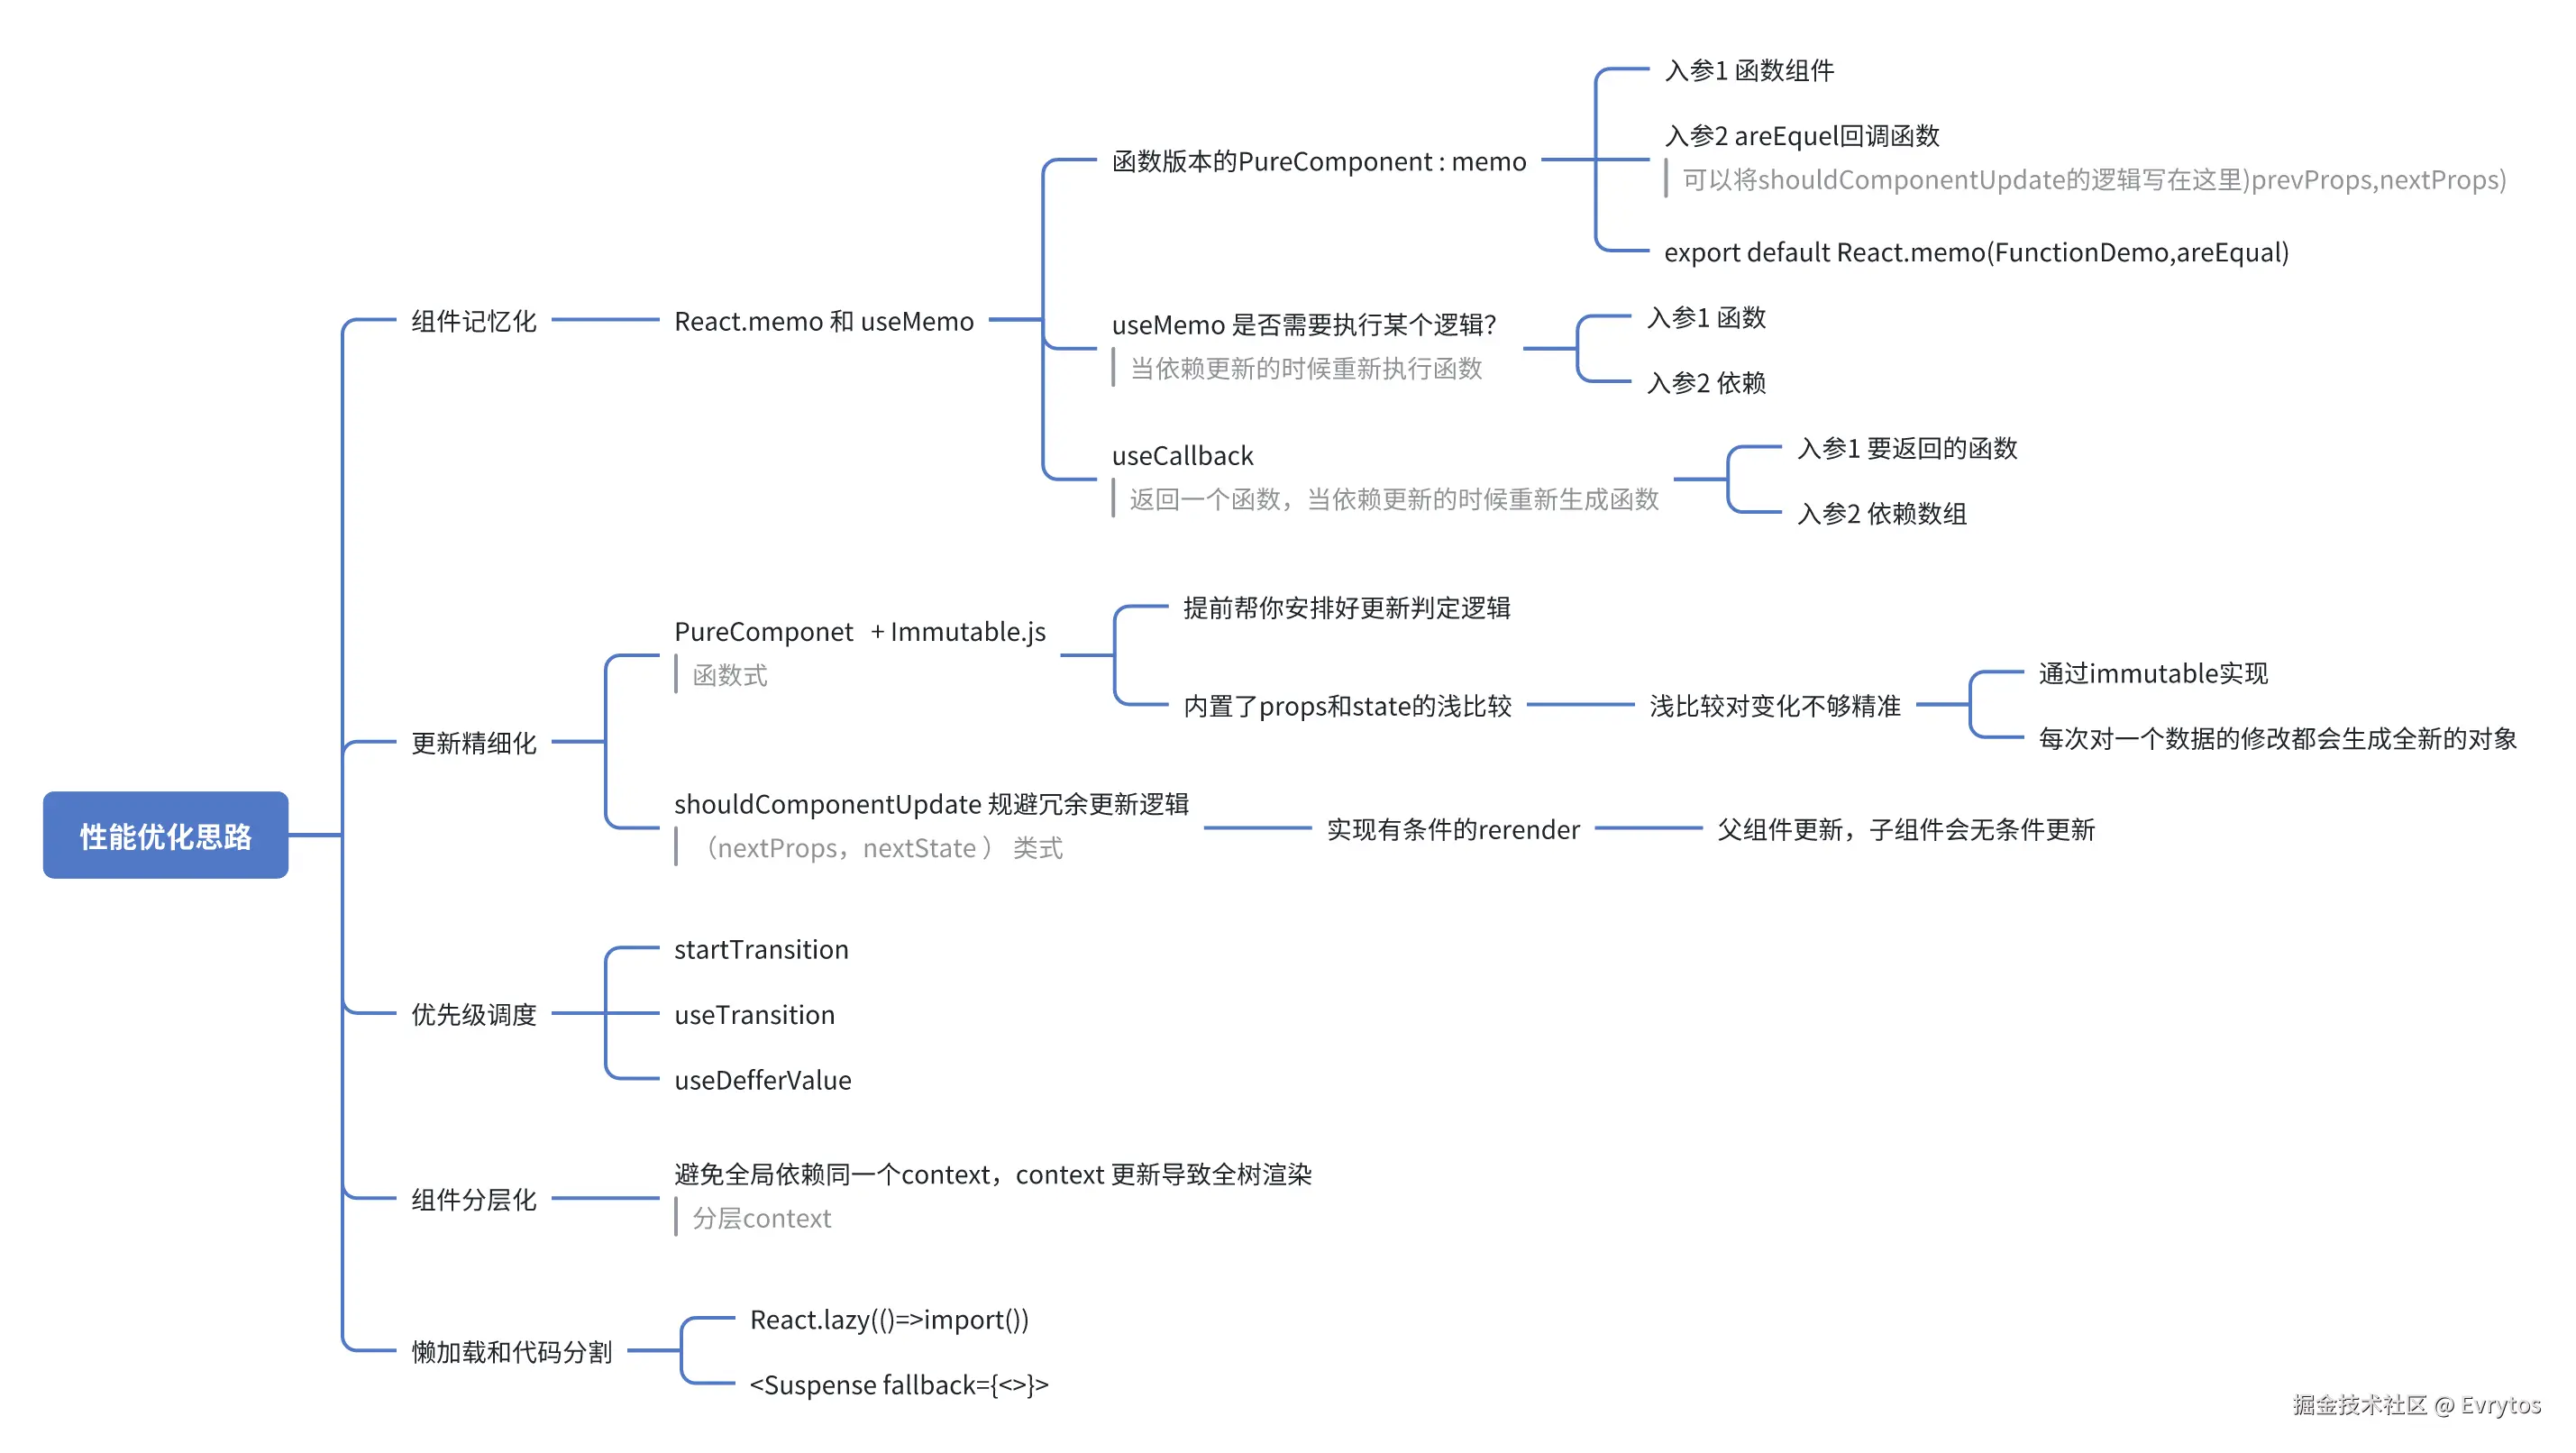 性能优化思路
组件记忆化
React.memo 和 useMemo
函数版本的PureComponent : memo
入参1 函数组件
入参2 areEquel回调函数
可以将shouldComponentUpdate的逻辑写在这里)prevProps,nextProps)
export default React.memo(FunctionDemo,areEqual)
useMemo 是否需要执行某个逻辑？
当依赖更新的时候重新执行函数
入参1 函数
入参2 依赖
useCallback
返回一个函数，当依赖更新的时候重新生成函数
入参1 要返回的函数
入参2 依赖数组
更新精细化
PureComponet + Immutable.js
函数式
提前帮你安排好更新判定逻辑
内置了props和state的浅比较
浅比较对变化不够精准
通过immutable实现
每次对一个数据的修改都会生成全新的对象
shouldComponentUpdate 规避冗余更新逻辑
（nextProps，nextState ） 类式
实现有条件的rerender
父组件更新，子组件会无条件更新
优先级调度
startTransition
useTransition
useDefferValue
组件分层化
避免全局依赖同一个context，context 更新导致全树渲染
分层context
懒加载和代码分割
React.lazy(()=>import())
<Suspense fallback={<>}>
掘金技术社区 @ Evrytos